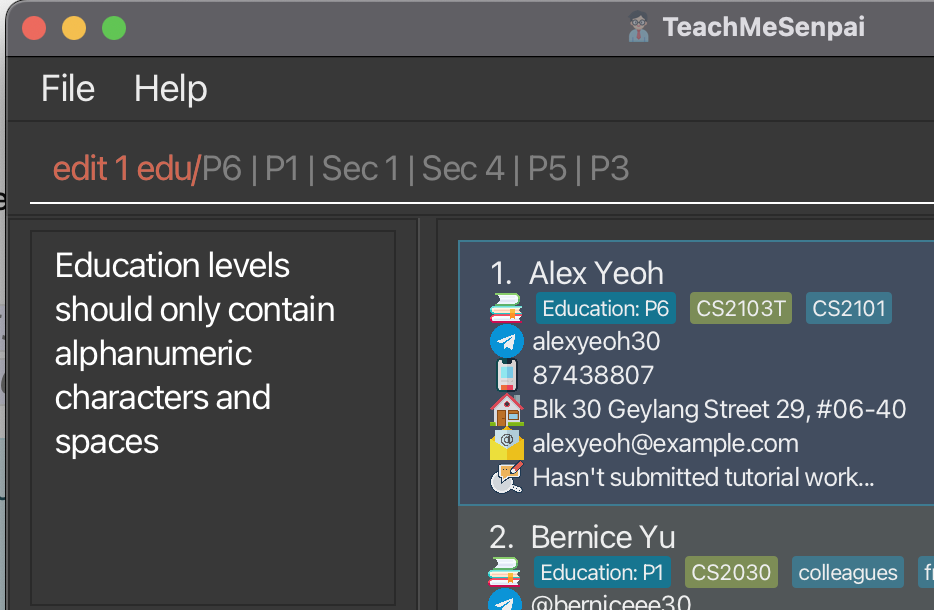 TeachMeSenpai
File Help
edit 1 edu/P6 | P1 | Sec 1 | Sec 4 | P5 | P3
Education levels
should only contain
alphanumeric
characters and
spaces
1. Alex Yeoh
Education: P6 CS2103T CS2101
alexyeoh30
87438807
Blk 30 Geylang Street 29, #06-40
alexyeoh@example.com
Hasn't submitted tutorial work...
2. Bernice Yu
Education: P1 CS2030 colleagues
@berniceee30